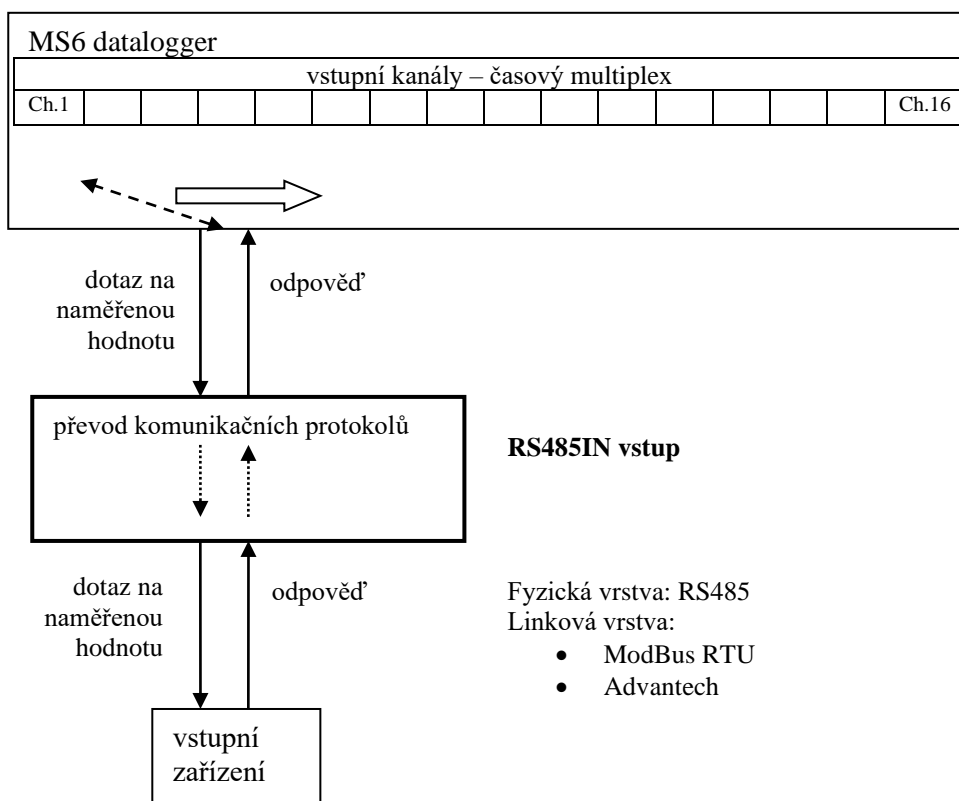 MS6 datalogger
vstupní kanály – časový multiplex
Ch.1
Ch.16
dotaz na
naměřenou
hodnotu
odpověď
převod komunikačních protokolů
RS485IN vstup
dotaz na
naměřenou
hodnotu
odpověď
Fyzická vrstva: RS485
Linková vrstva:
• ModBus RTU
• Advantech
vstupní
zařízení